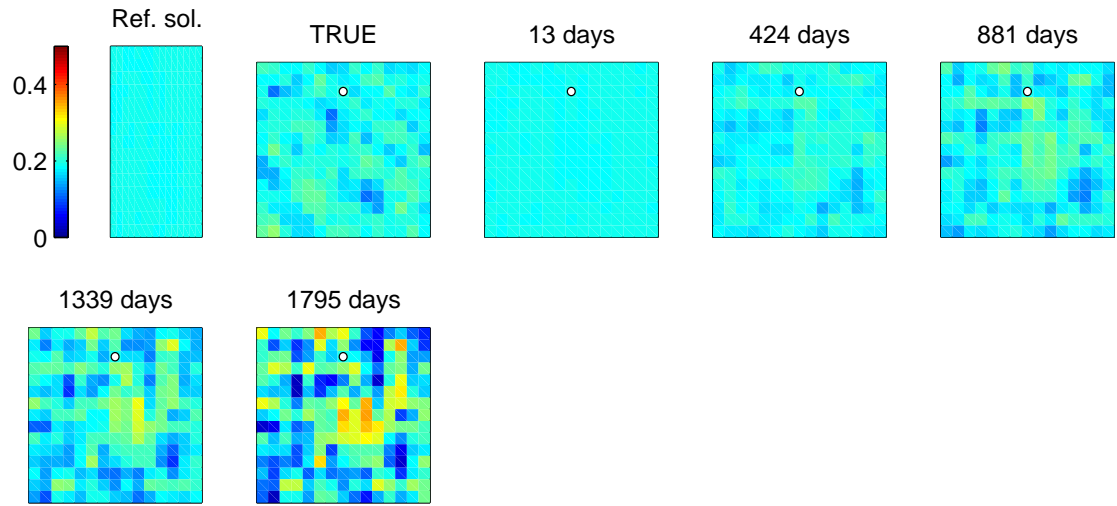 Ref. sol.
TRUE
13 days
424 days
881 days
0.4
0.2
0
1339 days
1795 days